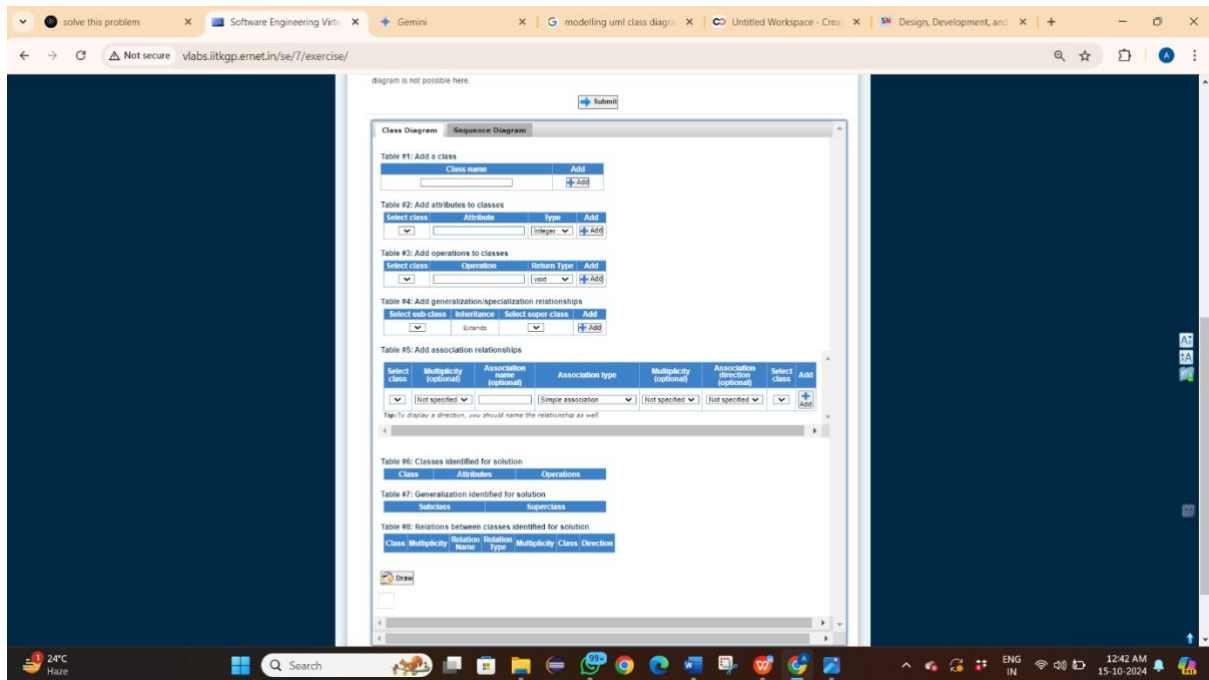 solve this problem
Software Engineering Virtu
Gemini
modelling uml class diagra
Untitled Workspace - Crea
Design, Development, and
Not secure vlabs.iitkgp.ernet.in/se/7/exercise/
diagram is not possible here.
Submit
Class Diagram Sequence Diagram
Table #1: Add a class
Class name Add
Add
Table #2: Add attributes to classes
Select class Attribute Type Add
Integer Add
Table #3: Add operations to classes
Select class Operation Return Type Add
void Add
Table #4: Add generalization/specialization relationships
Select sub-class Inheritance Select super-class Add
Extends Add
Table #5: Add association relationships
Select class Multiplicity (optional) Association name (optional) Association type Multiplicity (optional) Association direction (optional) Select class Add
Not specified Simple association Not specified Not specified Add
Tip:To display a direction, you should name the relationship as well.
Table #6: Classes identified for solution
Class Attributes Operations
Table #7: Generalization identified for solution
Subclass Superclass
Table #8: Relations between classes identified for solution
Class Multiplicity Relation Name Relation Type Multiplicity Class Direction
Draw
24°C
Haze
Search
99+
ENG
IN
12:42 AM
15-10-2024